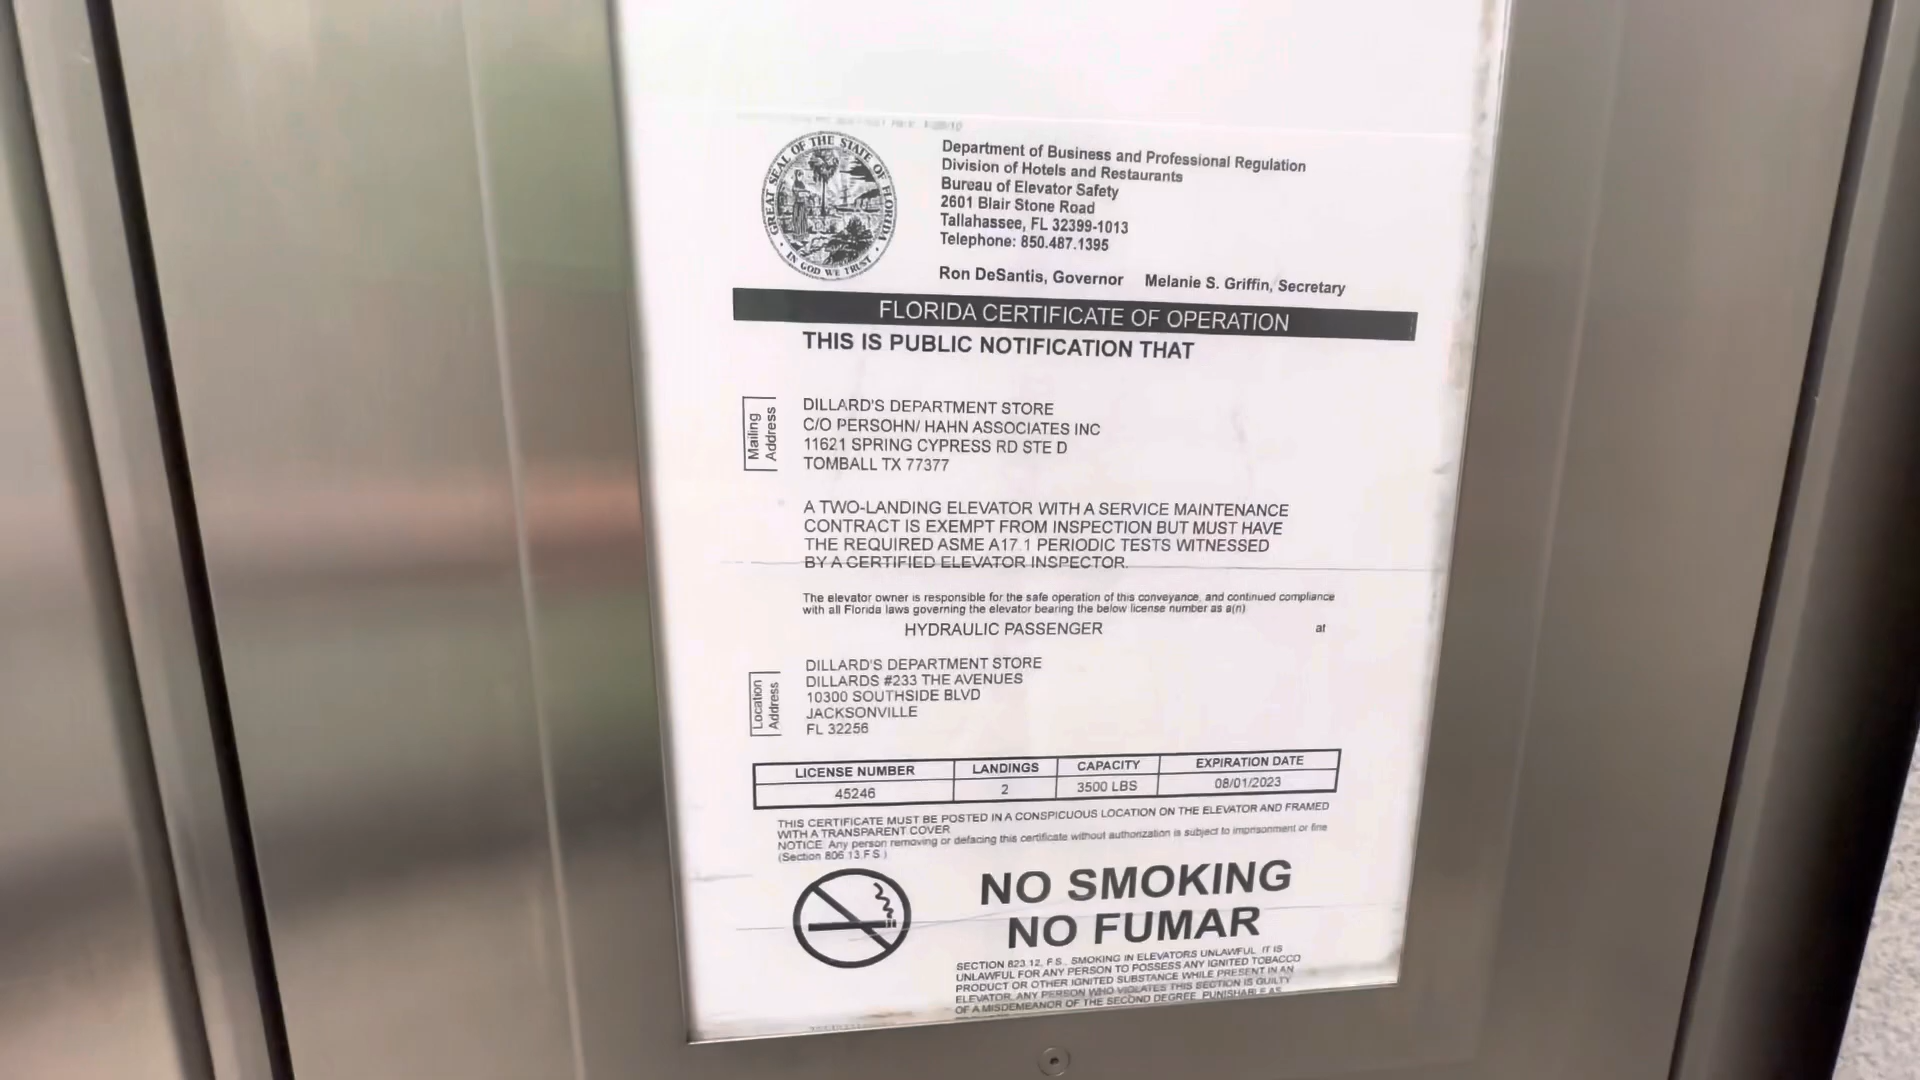 GREAT SEAL OF THE STATE OF FLORIDA
IN GOD WE TRUST
Department of Business and Professional Regulation
Division of Hotels and Restaurants
Bureau of Elevator Safety
2601 Blair Stone Road
Tallahassee, FL 32399-1013
Telephone: 850.487.1395
Ron DeSantis, Governor Melanie S. Griffin, Secretary
FLORIDA CERTIFICATE OF OPERATION
THIS IS PUBLIC NOTIFICATION THAT
Mailing
Address
DILLARD'S DEPARTMENT STORE
C/O PERSOHN/ HAHN ASSOCIATES INC
11621 SPRING CYPRESS RD STE D
TOMBALL TX 77377
A TWO-LANDING ELEVATOR WITH A SERVICE MAINTENANCE
CONTRACT IS EXEMPT FROM INSPECTION BUT MUST HAVE
THE REQUIRED ASME A17.1 PERIODIC TESTS WITNESSED
BY A CERTIFIED ELEVATOR INSPECTOR.
The elevator owner is responsible for the safe operation of this conveyance, and continued compliance
with all Florida laws governing the elevator bearing the below license number as a(n)
HYDRAULIC PASSENGER at
Location
Address
DILLARD'S DEPARTMENT STORE
DILLARDS #233 THE AVENUES
10300 SOUTHSIDE BLVD
JACKSONVILLE
FL 32256
LICENSE NUMBER LANDINGS CAPACITY EXPIRATION DATE
45246 2 3500 LBS 08/01/2023
THIS CERTIFICATE MUST BE POSTED IN A CONSPICUOUS LOCATION ON THE ELEVATOR AND FRAMED
WITH A TRANSPARENT COVER
NOTICE: Any person removing or defacing this certificate without authorization is subject to imprisonment or fine
(Section 806.13 F.S.)
NO SMOKING
NO FUMAR
SECTION 823.12, F.S., SMOKING IN ELEVATORS UNLAWFUL. IT IS
UNLAWFUL FOR ANY PERSON TO POSSESS ANY IGNITED TOBACCO
PRODUCT OR OTHER IGNITED SUBSTANCE WHILE PRESENT IN AN
ELEVATOR. ANY PERSON WHO VIOLATES THIS SECTION IS GUILTY
OF A MISDEMEANOR OF THE SECOND DEGREE, PUNISHABLE AS